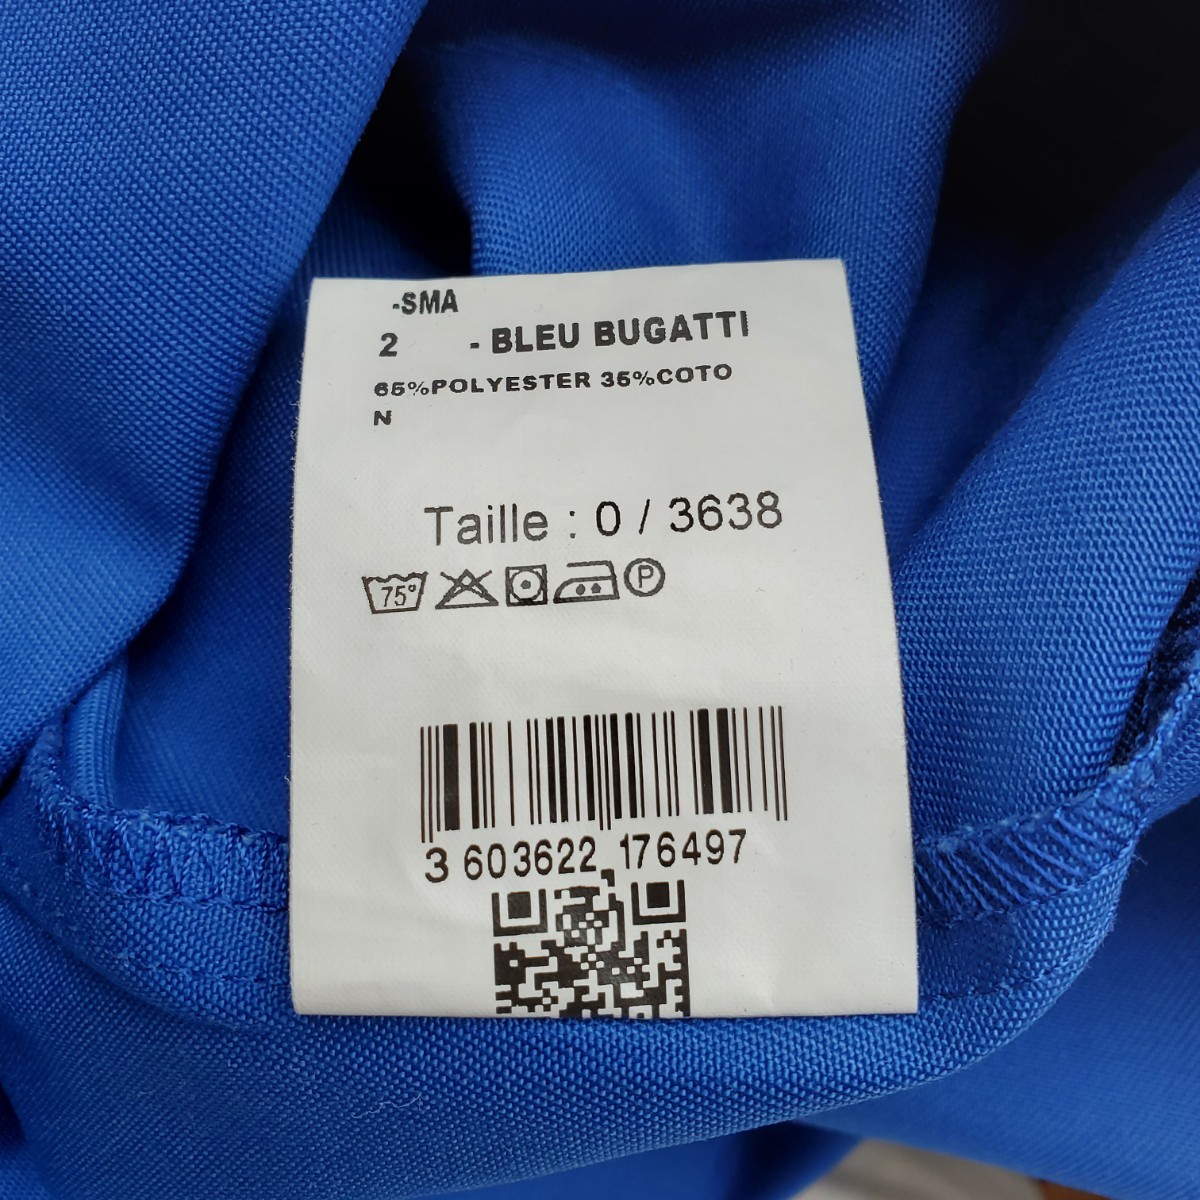 -SMA
2 - BLEU BUGATTI
65%POLYESTER 35%COTO
N
Taille : 0 / 3638
75° P
3 603622 176497